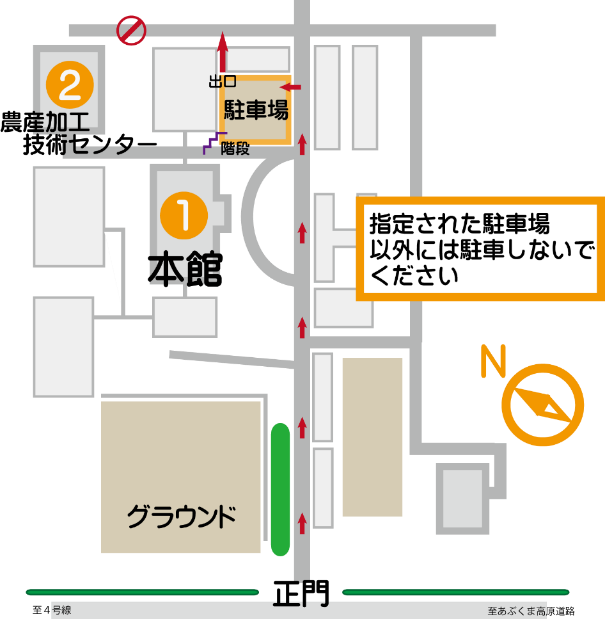 出口
2
駐車場
農産加工
技術センター
階段
1
指定された駐車場
以外には駐車しないで
ください
本館
N
グラウンド
正門
至４号線
至あぶくま高原道路